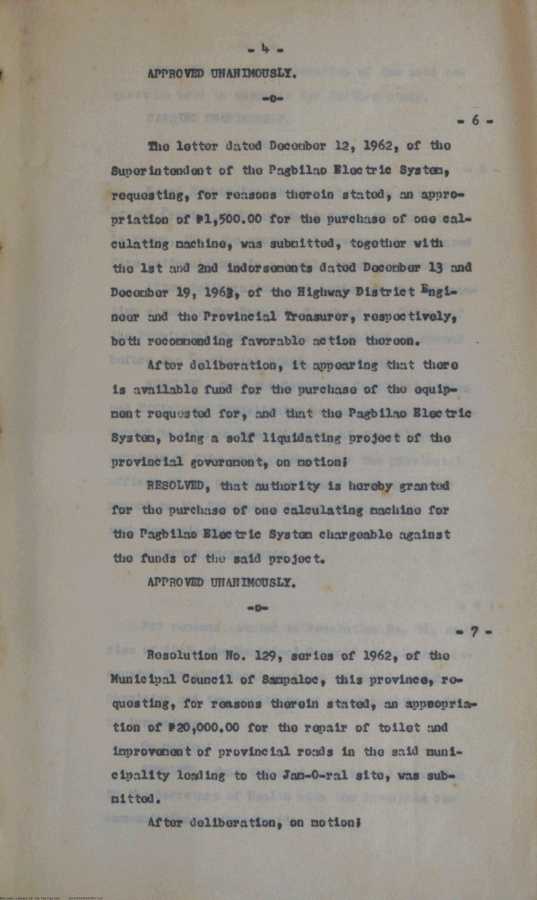 - 4 -
APPROVED UNANIMOUSLY.
-o-
- 6 -
The letter dated December 12, 1962, of the
Superintendent of the Pagbilao Electric System,
requesting, for reasons therein stated, an appro-
priation of ₱1,500.00 for the purchase of one cal-
culating machine, was submitted, together with
the 1st and 2nd indorsements dated December 13 and
December 19, 1962, of the Highway District Engi-
neer and the Provincial Treasurer, respectively,
both recommending favorable action thereon.
After deliberation, it appearing that there
is available fund for the purchase of the equip-
ment requested for, and that the Pagbilao Electric
System, being a self liquidating project of the
provincial government, on motion;
RESOLVED, that authority is hereby granted
for the purchase of one calculating machine for
the Pagbilao Electric System chargeable against
the funds of the said project.
APPROVED UNANIMOUSLY.
-o-
- 7 -
Resolution No. 129, series of 1962, of the
Municipal Council of Sampaloc, this province, re-
questing, for reasons therein stated, an appropria-
tion of ₱20,000.00 for the repair of toilet and
improvement of provincial roads in the said muni-
cipality leading to the Jam-O-ral site, was sub-
mitted.
After deliberation, on motion;